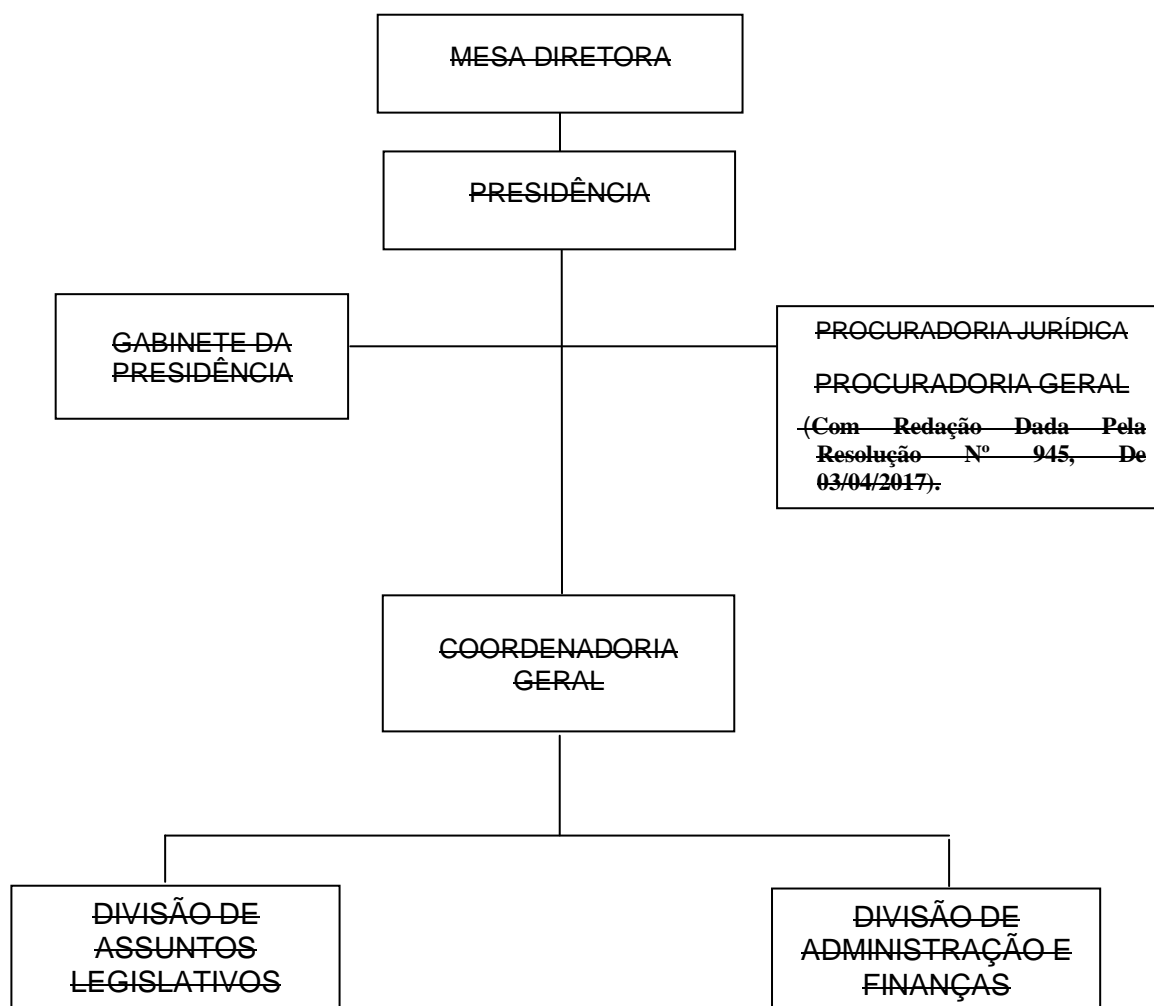 MESA DIRETORA
PRESIDÊNCIA
GABINETE DA
PRESIDÊNCIA
PROCURADORIA JURÍDICA
PROCURADORIA GERAL
(Com Redação Dada Pela
Resolução Nº 945, De
03/04/2017).
COORDENADORIA
GERAL
DIVISÃO DE
ASSUNTOS
LEGISLATIVOS
DIVISÃO DE
ADMINISTRAÇÃO E
FINANÇAS